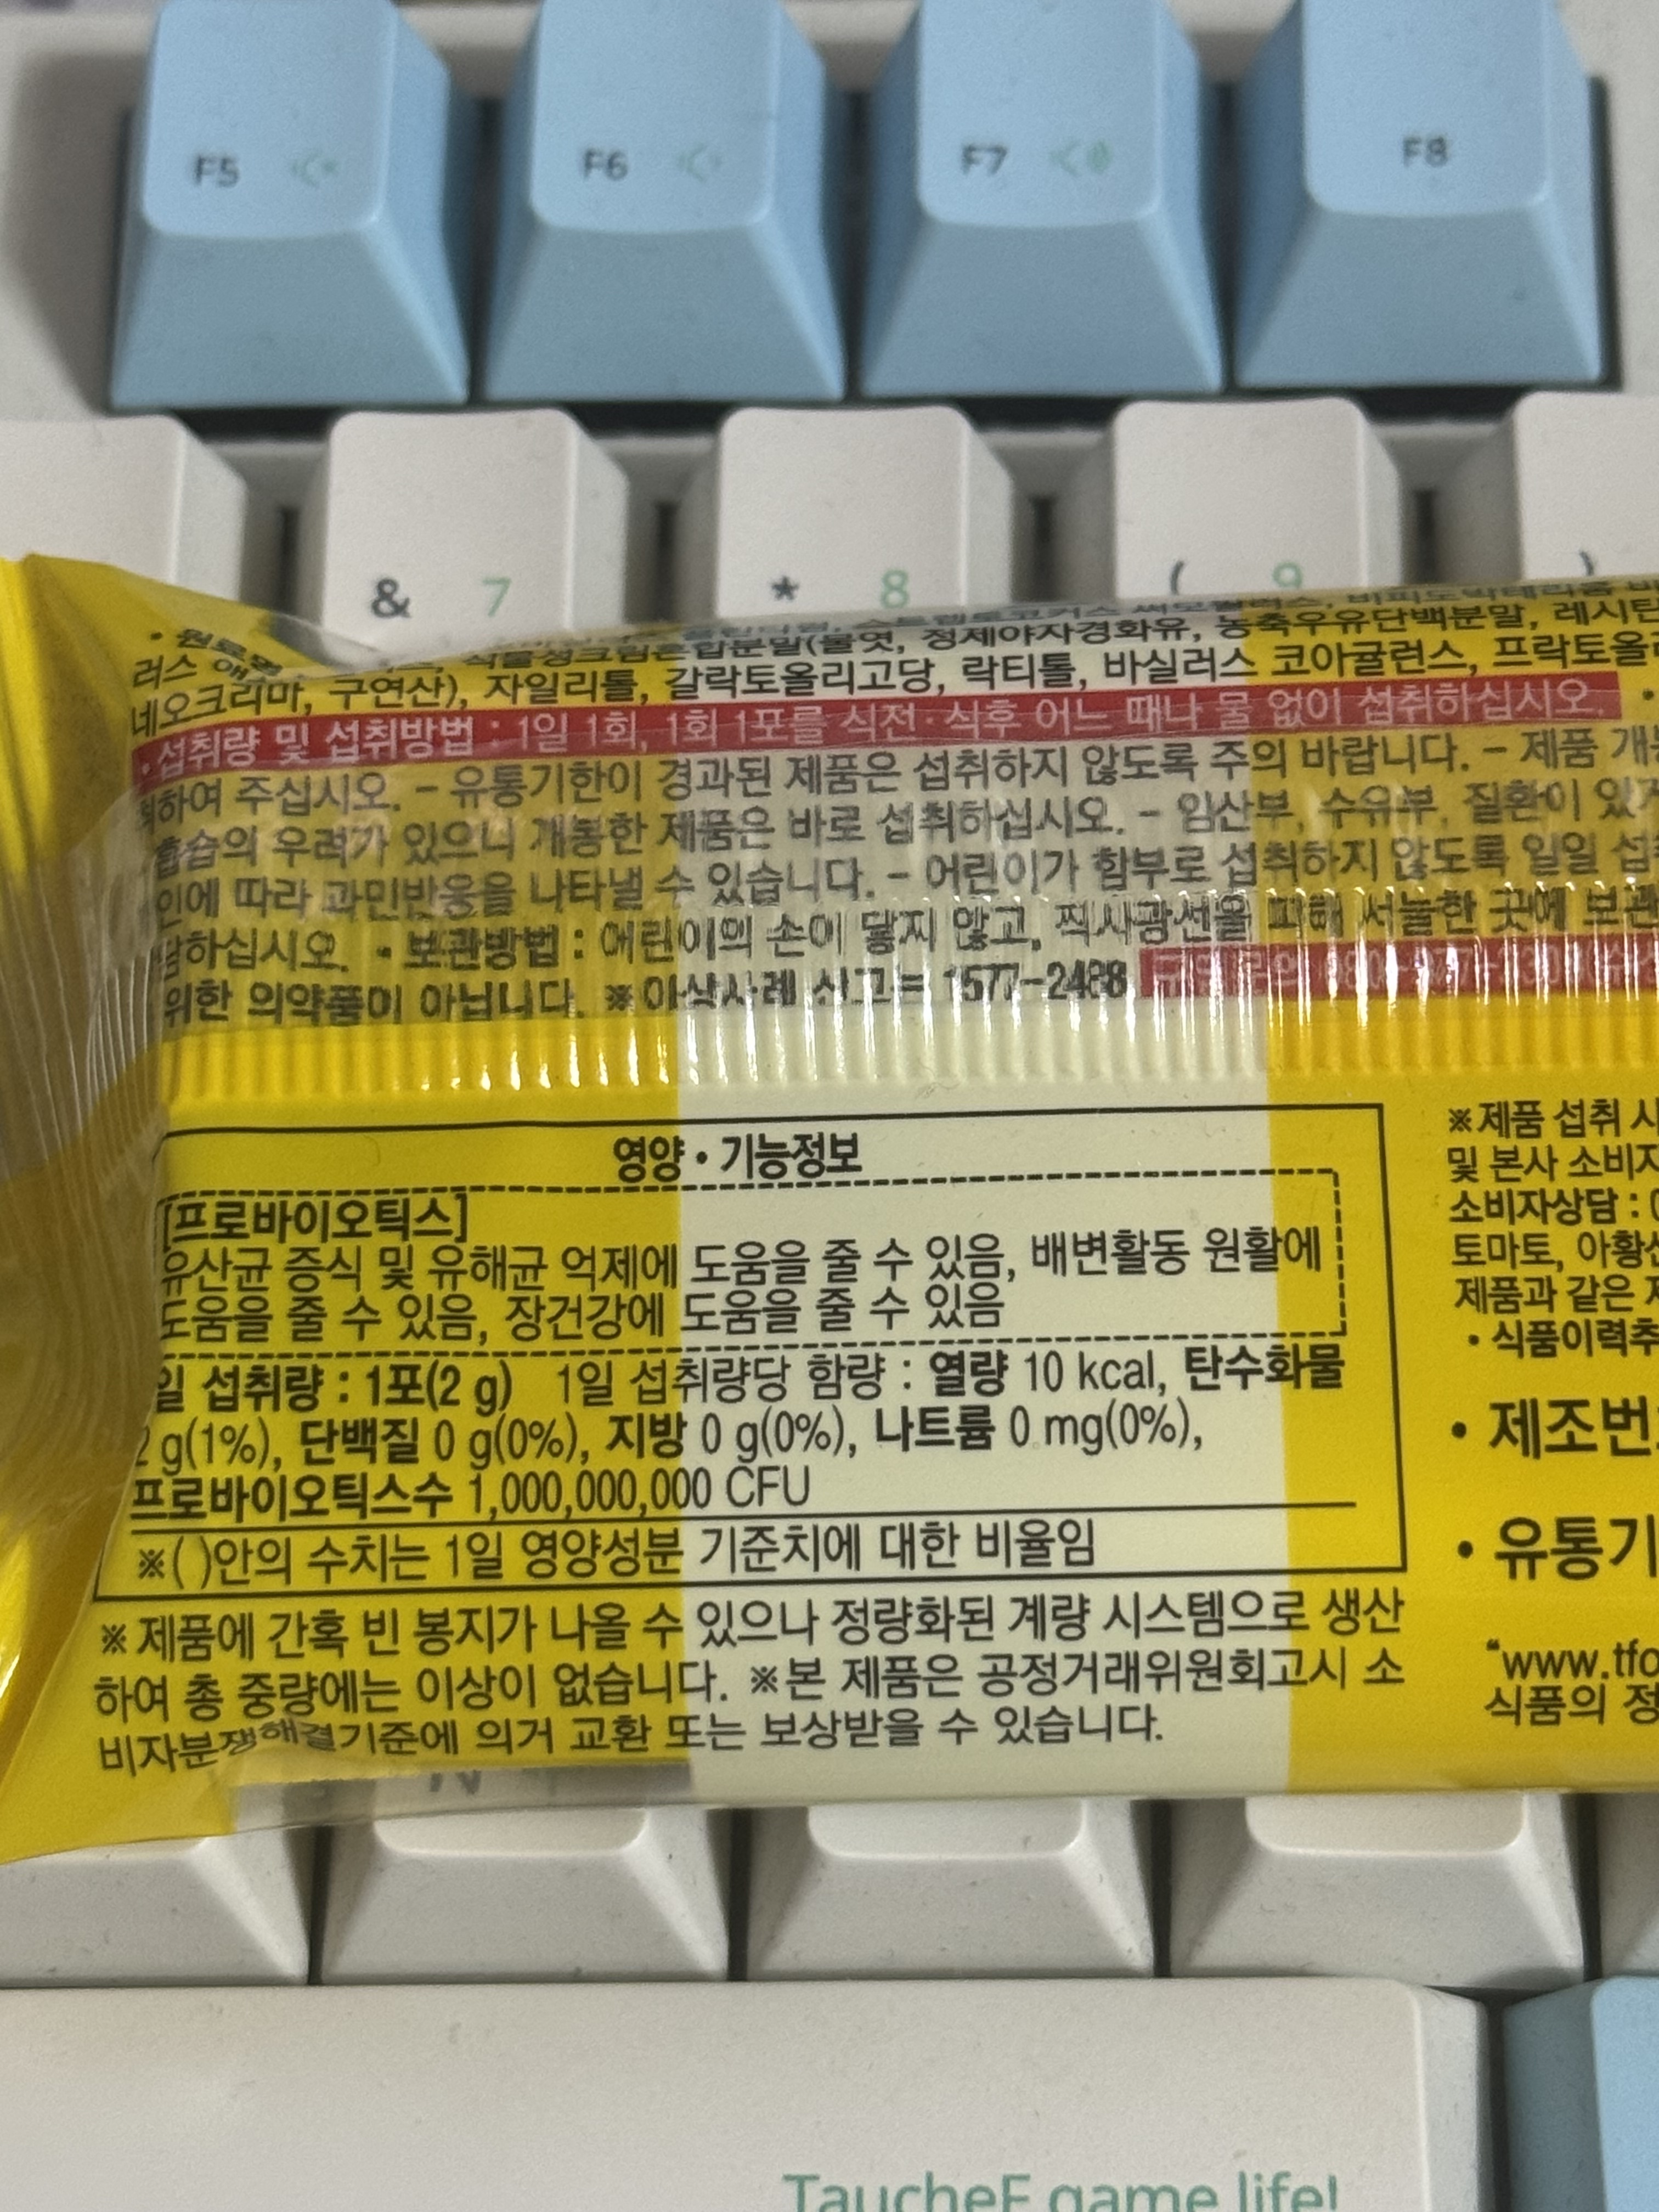 F5 F6 F7 F8
& 7 * 8 ( 9 )
• 원료명
정제야자경화유, 농축우유단백분말, 레시틴
네오크리마, 구연산), 자일리톨, 갈락토올리고당, 락티톨, 바실러스 코아귤런스, 프락토올리
• 섭취량 및 섭취방법 : 1일 1회, 1회 1포를 식전·식후 어느 때나 물 없이 섭취하십시오. •
하여 주십시오. - 유통기한이 경과된 제품은 섭취하지 않도록 주의 바랍니다. - 제품 개봉
흡습의 우려가 있으니 개봉한 제품은 바로 섭취하십시오. - 임산부, 수유부, 질환이 있거
인에 따라 과민반응을 나타낼 수 있습니다. - 어린이가 함부로 섭취하지 않도록 일일 섭취
담하십시오. • 보관방법 : 어린이의 손이 닿지 않고, 직사광선을 피해 서늘한 곳에 보관
위한 의약품이 아닙니다. ※ 이상사례 신고 : 1577-2488
영양 • 기능정보
[프로바이오틱스]
유산균 증식 및 유해균 억제에 도움을 줄 수 있음, 배변활동 원활에
도움을 줄 수 있음, 장건강에 도움을 줄 수 있음
일 섭취량 : 1포(2 g) 1일 섭취량당 함량 : 열량 10 kcal, 탄수화물
2 g(1%), 단백질 0 g(0%), 지방 0 g(0%), 나트륨 0 mg(0%),
프로바이오틱스수 1,000,000,000 CFU
※( )안의 수치는 1일 영양성분 기준치에 대한 비율임
※ 제품에 간혹 빈 봉지가 나올 수 있으나 정량화된 계량 시스템으로 생산
하여 총 중량에는 이상이 없습니다. ※본 제품은 공정거래위원회고시 소
비자분쟁해결기준에 의거 교환 또는 보상받을 수 있습니다.
※제품 섭취 시
및 본사 소비자
소비자상담 : 0
토마토, 아황산
제품과 같은 제
• 식품이력추
• 제조번호
• 유통기
“www.tfo
식품의 정
TaucheF game life!